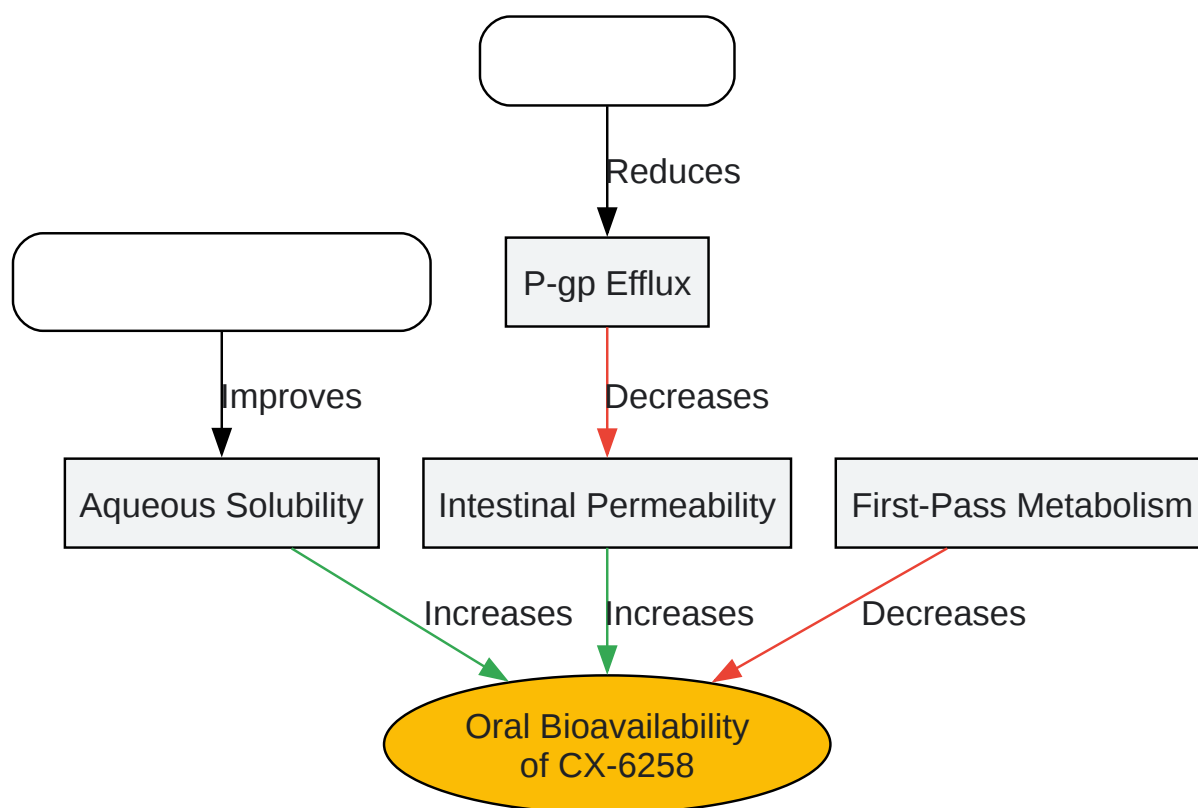 Reduces
P-gp Efflux
Improves
Decreases
Aqueous Solubility
Intestinal Permeability
First-Pass Metabolism
Increases
Increases
Decreases
Oral Bioavailability
of CX-6258